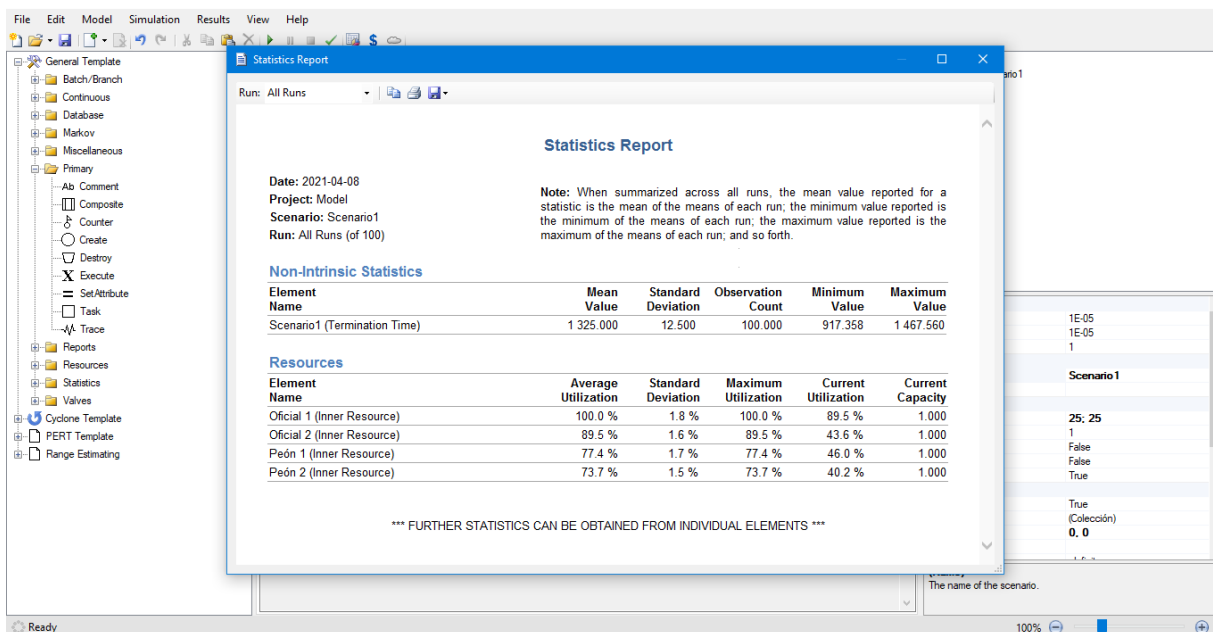 File Edit Model Simulation Results View Help
General Template
Batch/Branch
Continuous
Database
Markov
Miscellaneous
Primary
Ab Comment
Composite
Counter
Create
Destroy
X Execute
SetAttribute
Task
Trace
Reports
Resources
Statistics
Valves
Cyclone Template
PERT Template
Range Estimating
Statistics Report
Run: All Runs
Statistics Report
Date: 2021-04-08
Project: Model
Scenario: Scenario1
Run: All Runs (of 100)
Note: When summarized across all runs, the mean value reported for a
statistic is the mean of the means of each run; the minimum value reported is
the minimum of the means of each run; the maximum value reported is the
maximum of the means of each run; and so forth.
Non-Intrinsic Statistics
Element Mean Standard Observation Minimum Maximum
Name Value Deviation Count Value Value
Scenario1 (Termination Time) 1 325.000 12.500 100.000 917.358 1 467.560
Resources
Element Average Standard Maximum Current Current
Name Utilization Deviation Utilization Utilization Capacity
Oficial 1 (Inner Resource) 100.0 % 1.8 % 100.0 % 89.5 % 1.000
Oficial 2 (Inner Resource) 89.5 % 1.6 % 89.5 % 43.6 % 1.000
Peón 1 (Inner Resource) 77.4 % 1.7 % 77.4 % 46.0 % 1.000
Peón 2 (Inner Resource) 73.7 % 1.5 % 73.7 % 40.2 % 1.000
*** FURTHER STATISTICS CAN BE OBTAINED FROM INDIVIDUAL ELEMENTS ***
ario1
1E-05
1E-05
1
Scenario1
25; 25
1
False
False
True
True
(Colección)
0, 0
The name of the scenario.
Ready
100%